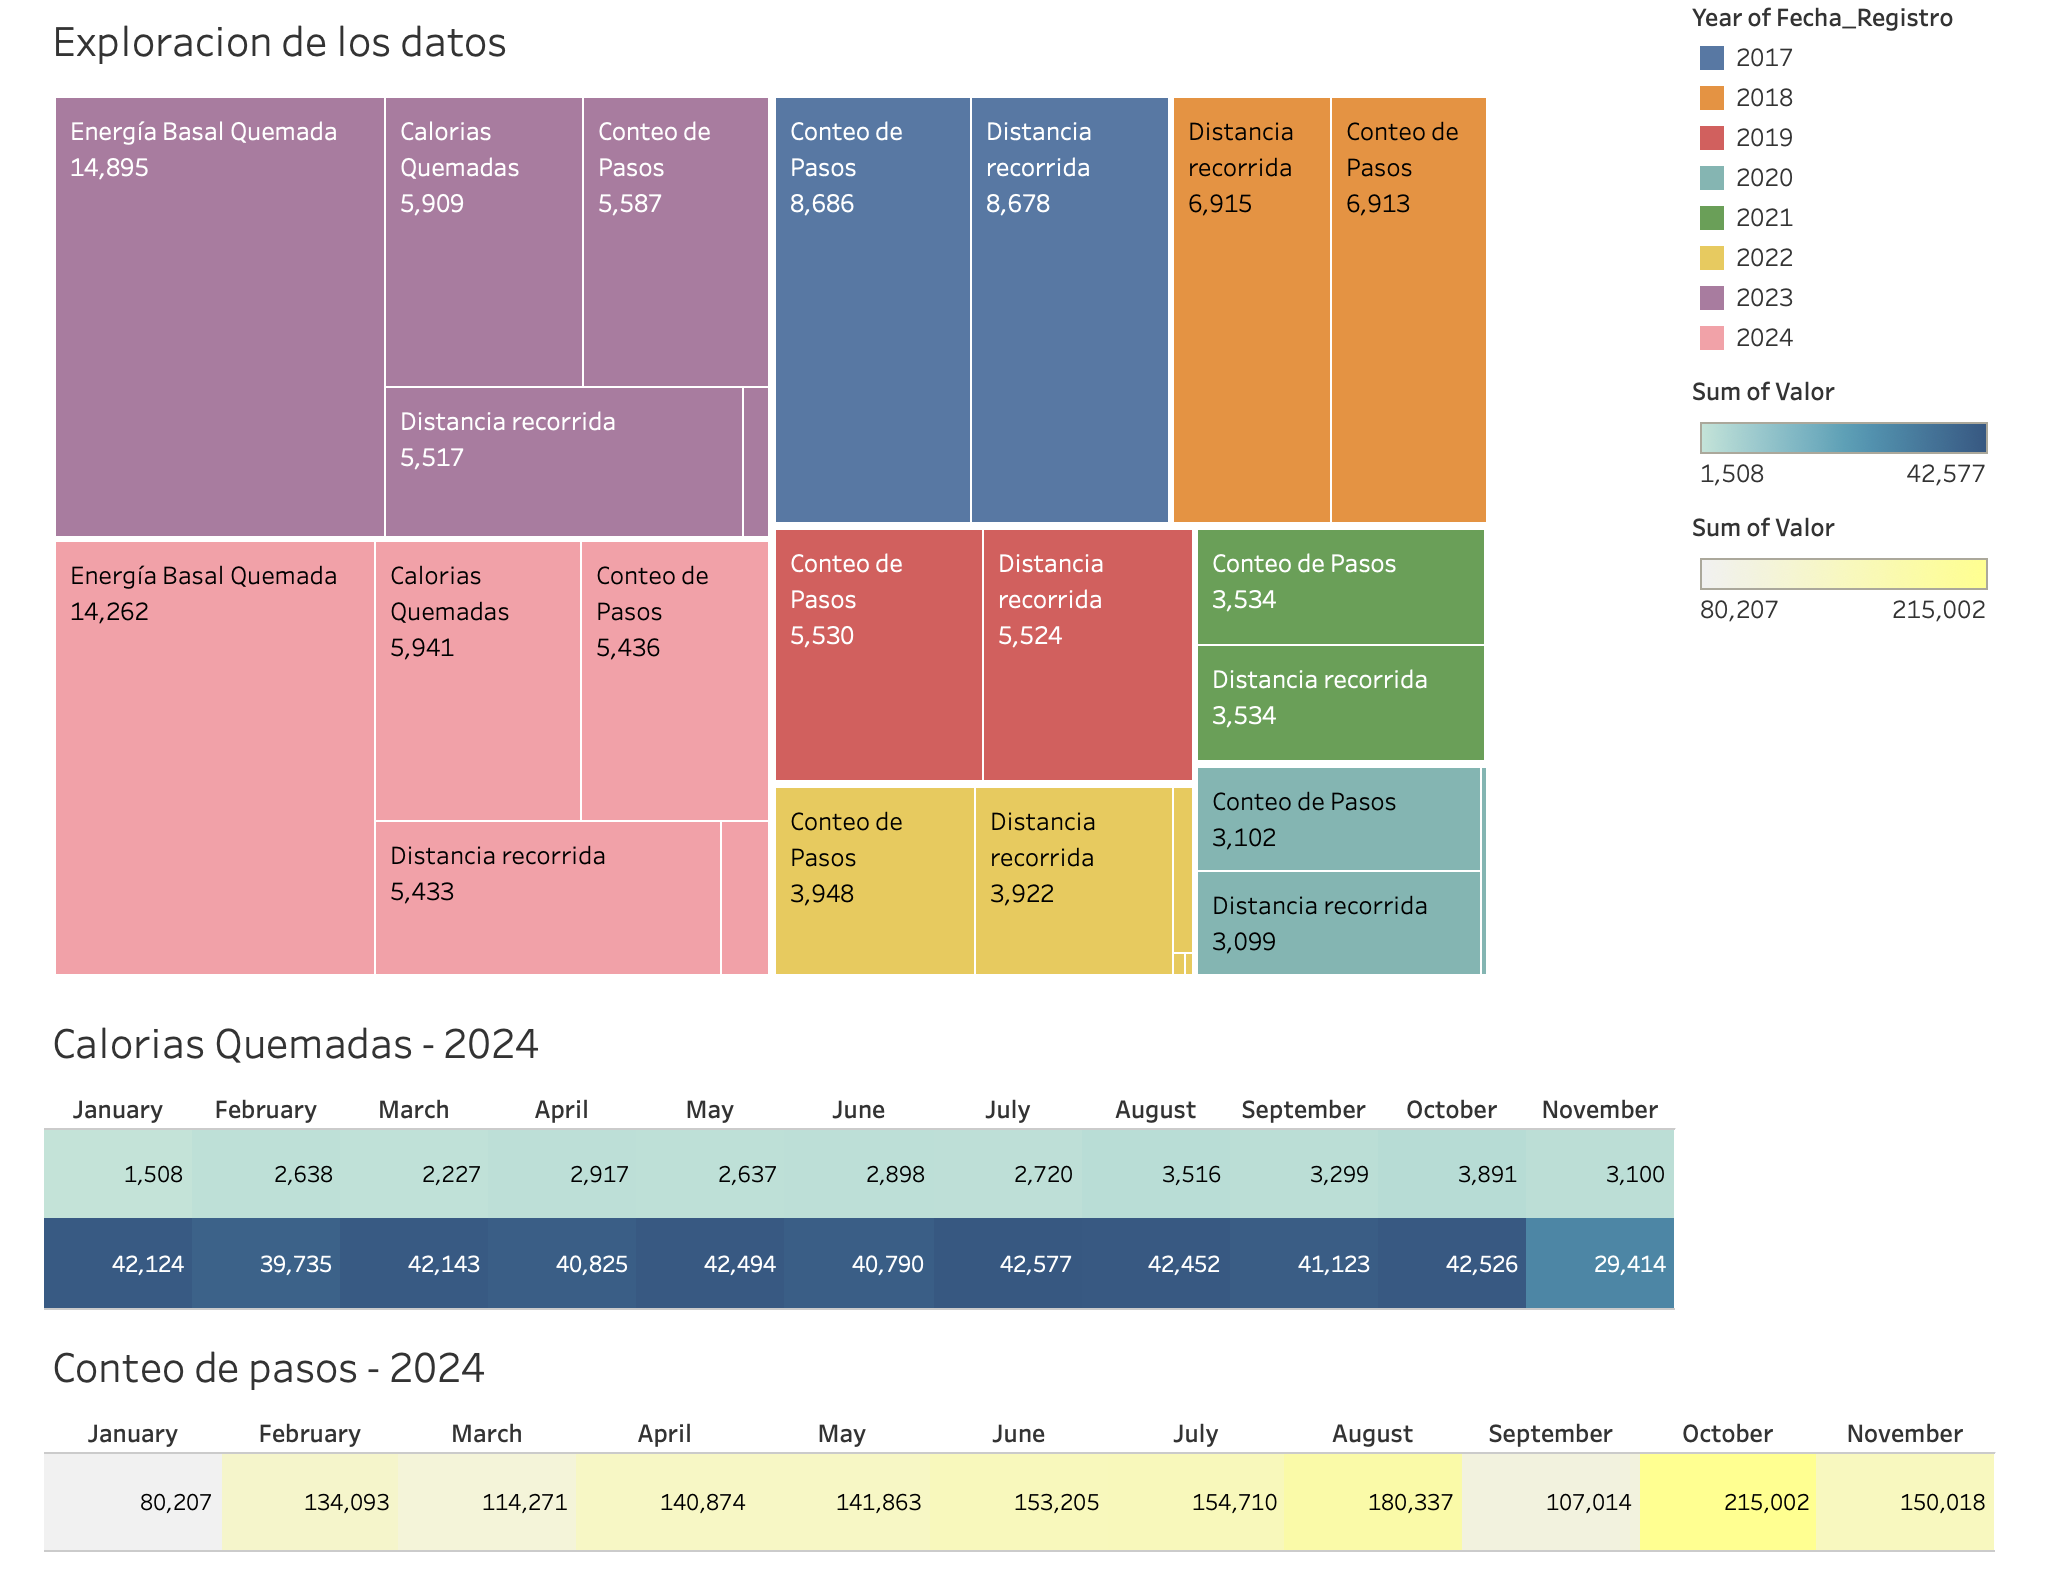 Exploracion de los datos
Energía Basal Quemada
14,895
Calorias
Quemadas
5,909
Conteo de
Pasos
5,587
Distancia recorrida
5,517
Conteo de
Pasos
8,686
Distancia
recorrida
8,678
Distancia
recorrida
6,915
Conteo de
Pasos
6,913
Energía Basal Quemada
14,262
Calorias
Quemadas
5,941
Conteo de
Pasos
5,436
Distancia recorrida
5,433
Conteo de
Pasos
5,530
Distancia
recorrida
5,524
Conteo de Pasos
3,534
Distancia recorrida
3,534
Conteo de
Pasos
3,948
Distancia
recorrida
3,922
Conteo de Pasos
3,102
Distancia recorrida
3,099
Year of Fecha_Registro
2017
2018
2019
2020
2021
2022
2023
2024
Sum of Valor
1,508 42,577
Sum of Valor
80,207 215,002
Calorias Quemadas - 2024
January February March April May June July August September October November
1,508 2,638 2,227 2,917 2,637 2,898 2,720 3,516 3,299 3,891 3,100
42,124 39,735 42,143 40,825 42,494 40,790 42,577 42,452 41,123 42,526 29,414
Conteo de pasos - 2024
January February March April May June July August September October November
80,207 134,093 114,271 140,874 141,863 153,205 154,710 180,337 107,014 215,002 150,018